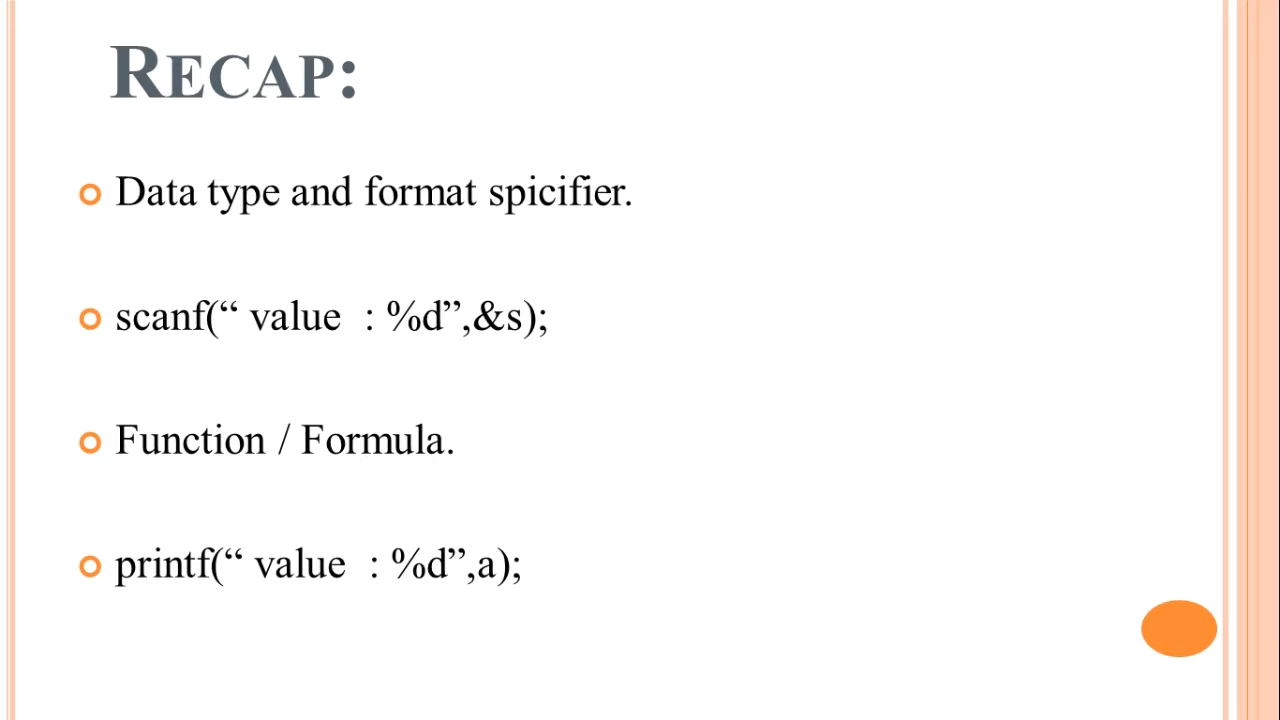 RECAP:
Data type and format spicifier.
scanf(“ value  : %d”,&s);
Function / Formula.
printf(“ value  : %d”,a);